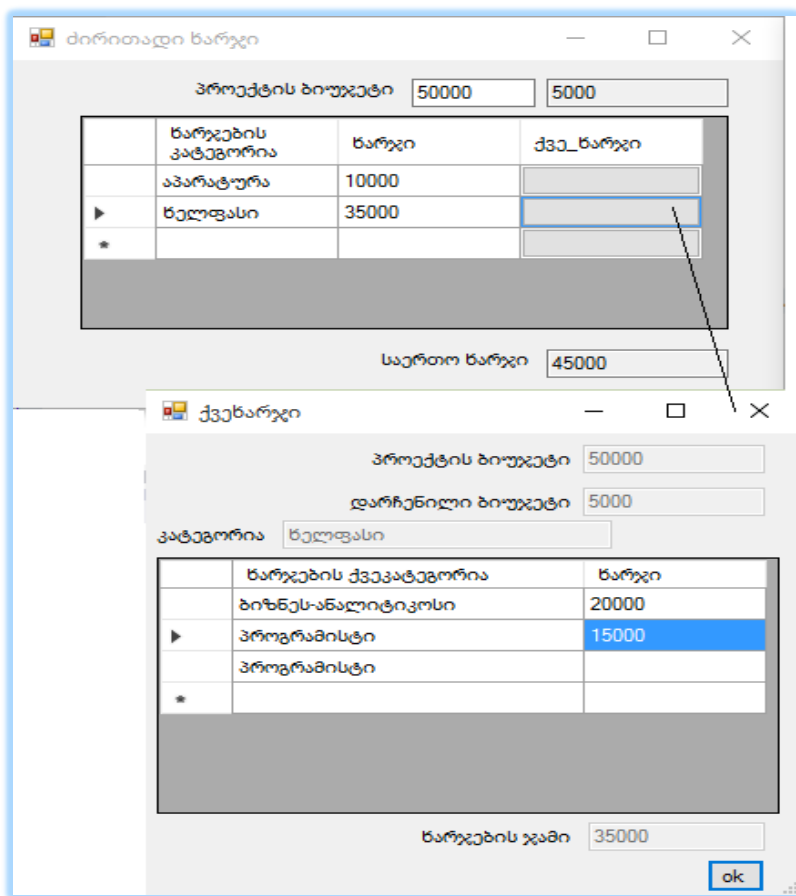 ძირითადი ხარჯი
პროექტის ბიუჯეტი 50000 5000
ხარჯების კატეგორია ხარჯი ქვე_ხარჯი
აპარატურა 10000
ხელფასი 35000
საერთო ხარჯი 45000
ქვეხარჯი
პროექტის ბიუჯეტი 50000
დარჩენილი ბიუჯეტი 5000
კატეგორია ხელფასი
ხარჯების ქვეკატეგორია ხარჯი
ბიზნეს-ანალიტიკოსი 20000
პროგრამისტი 15000
პროგრამისტი
ხარჯების ჯამი 35000
ok